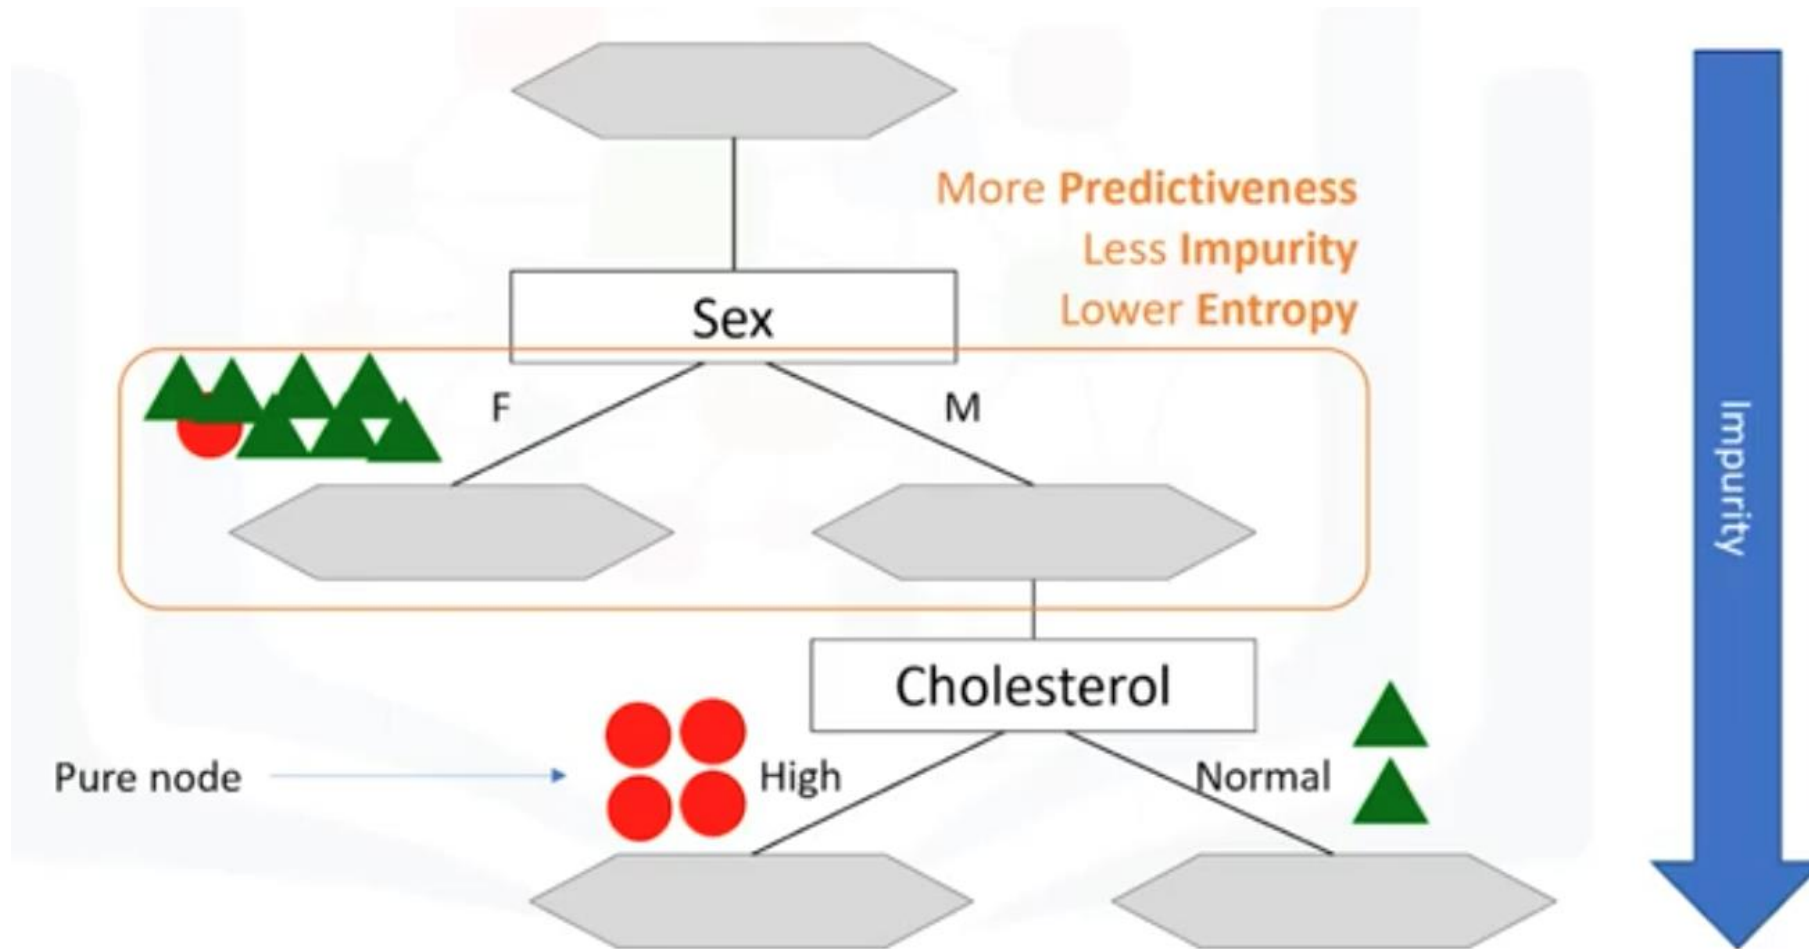 More Predictiveness
Less Impurity
Lower Entropy
Sex
F
M
Impurity
Cholesterol
Pure node
High
Normal